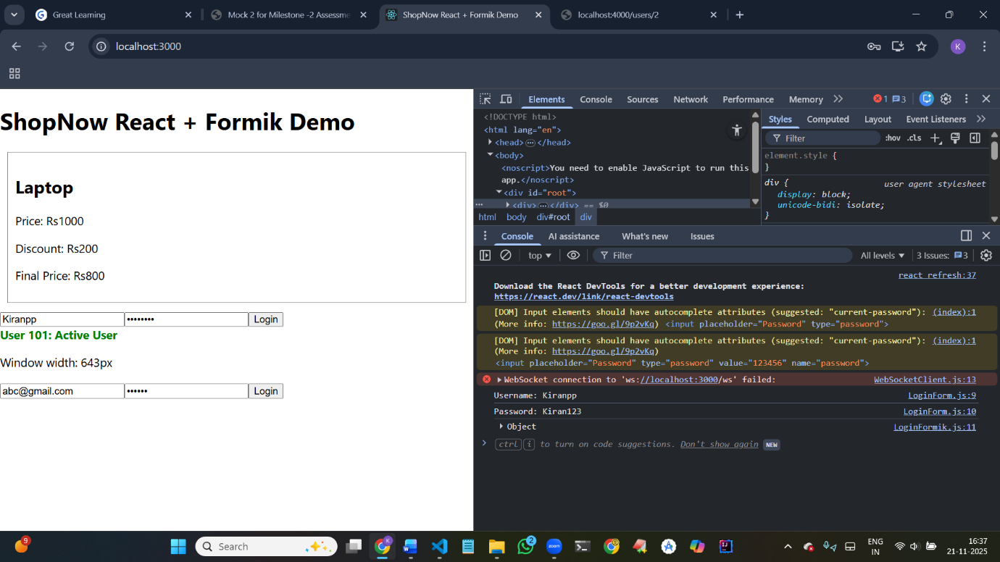 Great Learning
Mock 2 for Milestone -2 Assessme
ShopNow React + Formik Demo
localhost:4000/users/2
localhost:3000
K
ShopNow React + Formik Demo
Laptop
Price: Rs1000
Discount: Rs200
Final Price: Rs800
Kiranpp •••••••• Login
User 101: Active User
Window width: 643px
abc@gmail.com •••••• Login
Elements Console Sources Network Performance Memory 1 3
<!DOCTYPE html>
<html lang="en">
<head> ⋯ </head>
<body>
<noscript>You need to enable JavaScript to run this
app.</noscript>
<div id="root">
<div> ⋯ </div> == $0
html body div#root div
Styles Computed Layout Event Listeners
Filter :hov .cls
element.style {
}
div { user agent stylesheet
display: block;
unicode-bidi: isolate;
}
Console AI assistance What's new Issues
top Filter All levels 3 Issues: 3
react refresh:37
Download the React DevTools for a better development experience:
https://react.dev/link/react-devtools
[DOM] Input elements should have autocomplete attributes (suggested: "current-password"): (index):1
(More info: https://goo.gl/9p2vKq) <input placeholder="Password" type="password">
[DOM] Input elements should have autocomplete attributes (suggested: "current-password"): (index):1
(More info: https://goo.gl/9p2vKq)
<input placeholder="Password" type="password" value="123456" name="password">
WebSocket connection to 'ws://localhost:3000/ws' failed: WebSocketClient.js:13
Username: Kiranpp LoginForm.js:9
Password: Kiran123 LoginForm.js:10
Object LoginFormik.js:11
ctrl i to turn on code suggestions. Don't show again NEW
9
Search
K
2
zoom
ENG
IN
16:37
21-11-2025